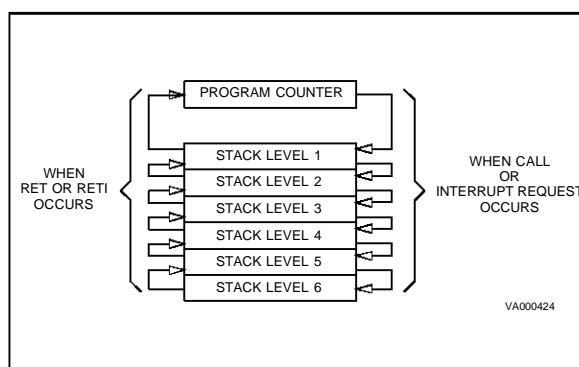 PROGRAM COUNTER
WHEN
RET OR RETI
OCCURS
STACK LEVEL 1
STACK LEVEL 2
STACK LEVEL 3
STACK LEVEL 4
STACK LEVEL 5
STACK LEVEL 6
WHEN CALL
OR
INTERRUPT REQUEST
OCCURS
VA000424